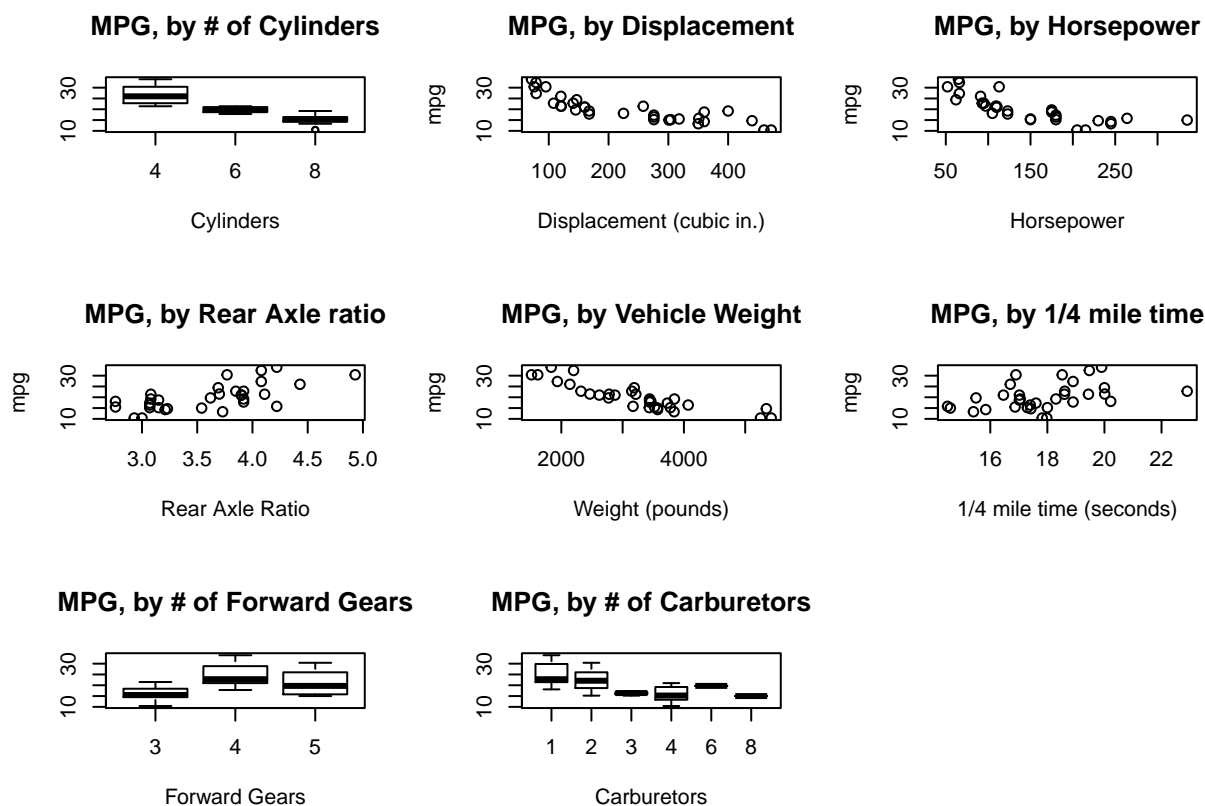 MPG, by # of Cylinders
10 30
4 6 8
Cylinders
MPG, by Displacement
mpg
10 30
100 200 300 400
Displacement (cubic in.)
MPG, by Horsepower
mpg
10 30
50 150 250
Horsepower
MPG, by Rear Axle ratio
mpg
10 30
3.0 3.5 4.0 4.5 5.0
Rear Axle Ratio
MPG, by Vehicle Weight
mpg
10 30
2000 4000
Weight (pounds)
MPG, by 1/4 mile time
mpg
10 30
16 18 20 22
1/4 mile time (seconds)
MPG, by # of Forward Gears
10 30
3 4 5
Forward Gears
MPG, by # of Carburetors
10 30
1 2 3 4 6 8
Carburetors